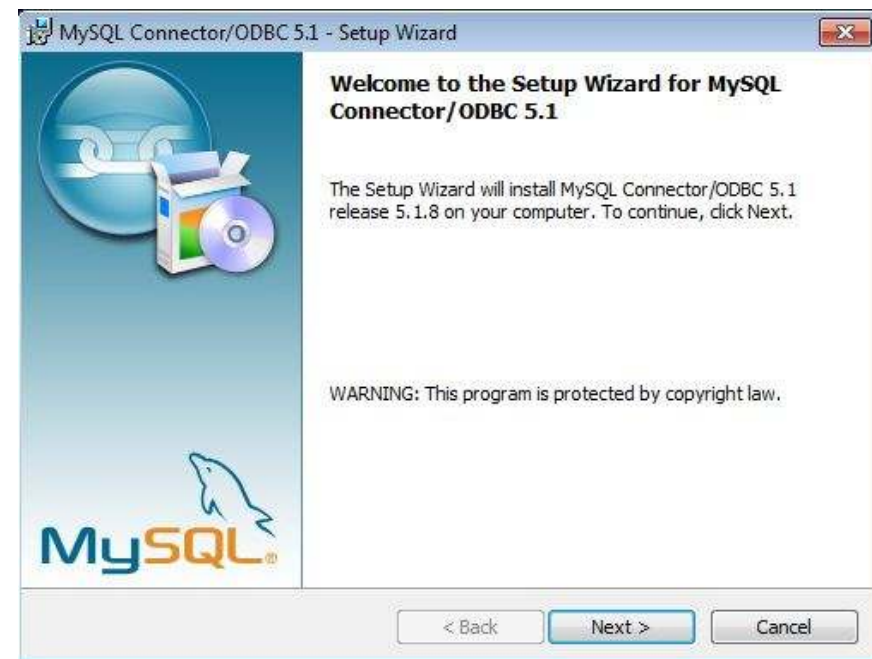 MySQL Connector/ODBC 5.1 - Setup Wizard
Welcome to the Setup Wizard for MySQL
Connector/ODBC 5.1
The Setup Wizard will install MySQL Connector/ODBC 5.1
release 5.1.8 on your computer. To continue, click Next.
WARNING: This program is protected by copyright law.
MySQL®
< Back Next > Cancel